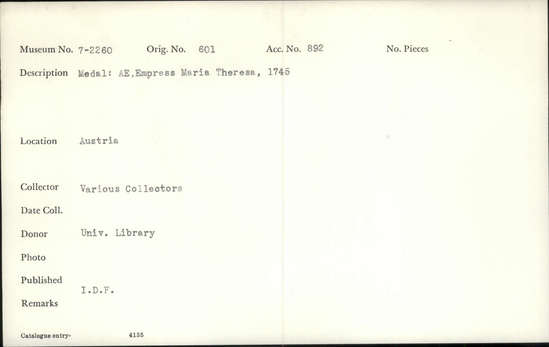 Museum No. 7-2260 Orig. No. 601 Acc. No. 892 No. Pieces
Description Medal: AE,Empress Maria Theresa, 1745
Location Austria
Collector Various Collectors
Date Coll.
Donor Univ. Library
Photo
Published
I.D.F.
Remarks
Catalogue entry- 4155